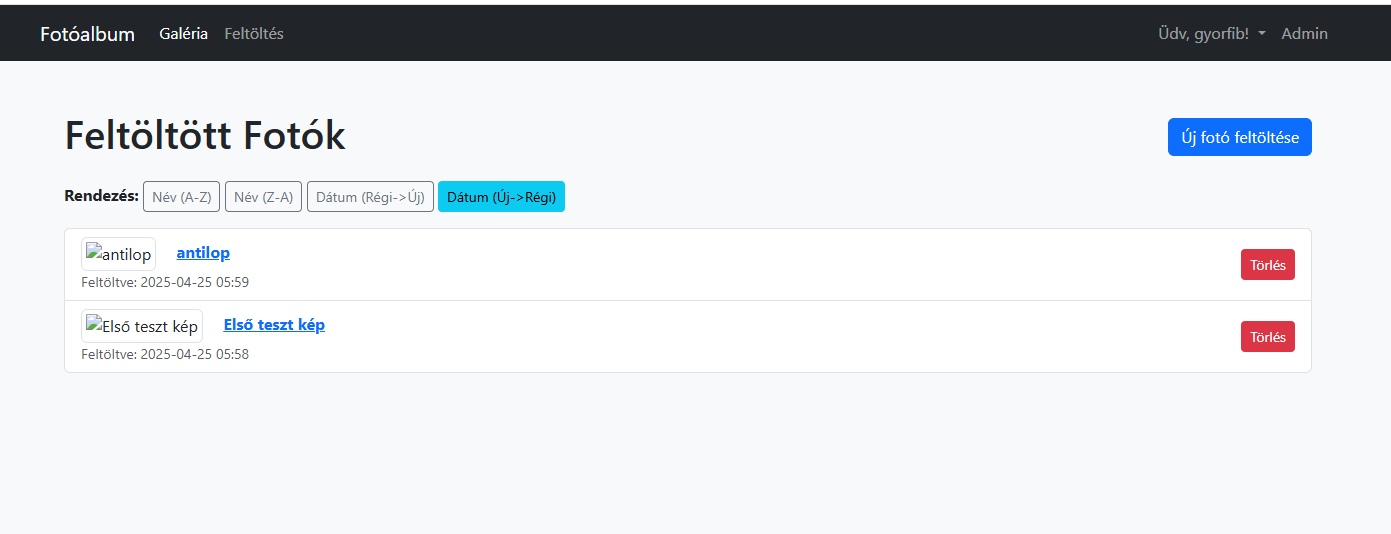 Fotóalbum Galéria Feltöltés Üdv, gyorfib! Admin
Feltöltött Fotók
Új fotó feltöltése
Rendezés: Név (A-Z) Név (Z-A) Dátum (Régi->Új) Dátum (Új->Régi)
antilop antilop
Törlés
Feltöltve: 2025-04-25 05:59
Első teszt kép Első teszt kép
Törlés
Feltöltve: 2025-04-25 05:58